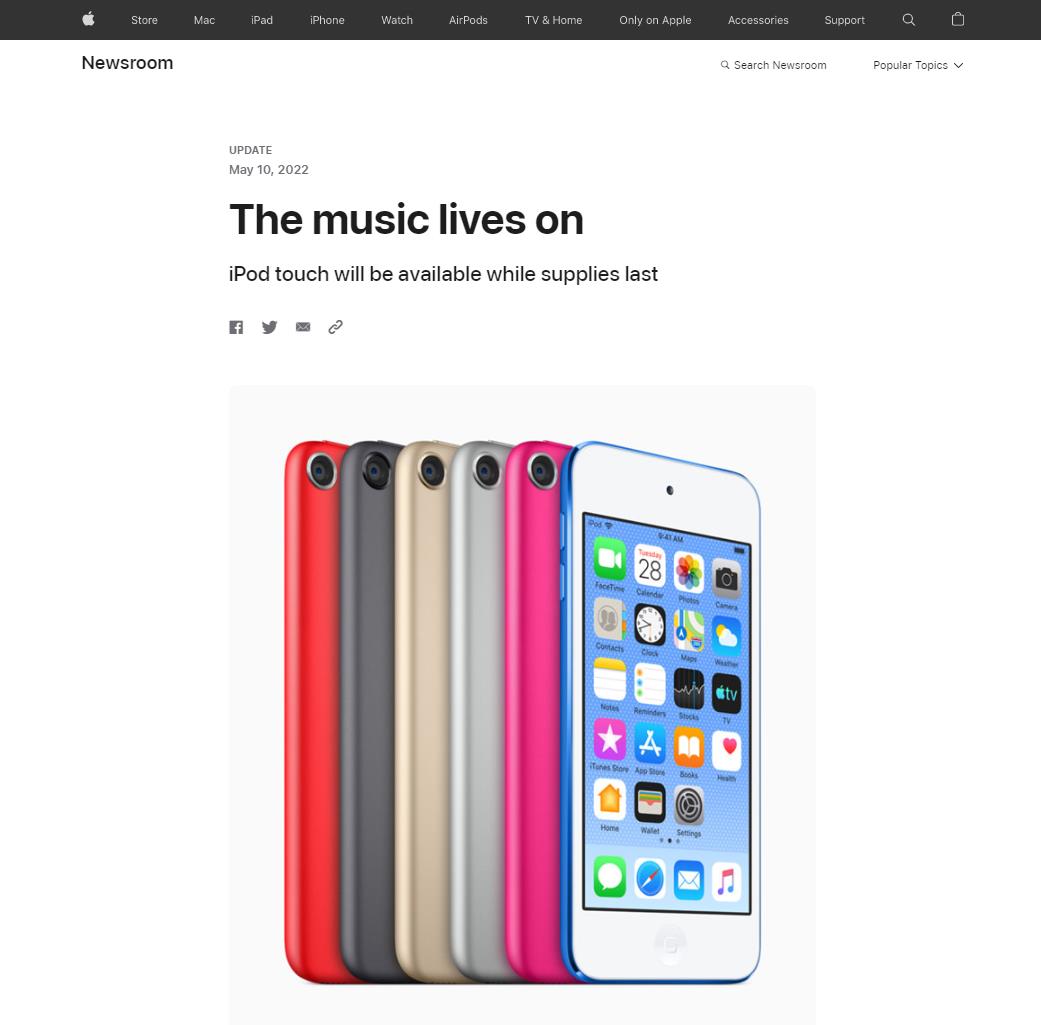 Store Mac iPad iPhone Watch AirPods TV & Home Only on Apple Accessories Support
Newsroom
Search Newsroom
Popular Topics
UPDATE
May 10, 2022
The music lives on
iPod touch will be available while supplies last
iPod 9:41 AM
Tuesday
28
FaceTime Calendar Photos Camera
Contacts Clock Maps Weather
tv
Notes Reminders Stocks TV
iTunes Store App Store Books Health
Home Wallet Settings